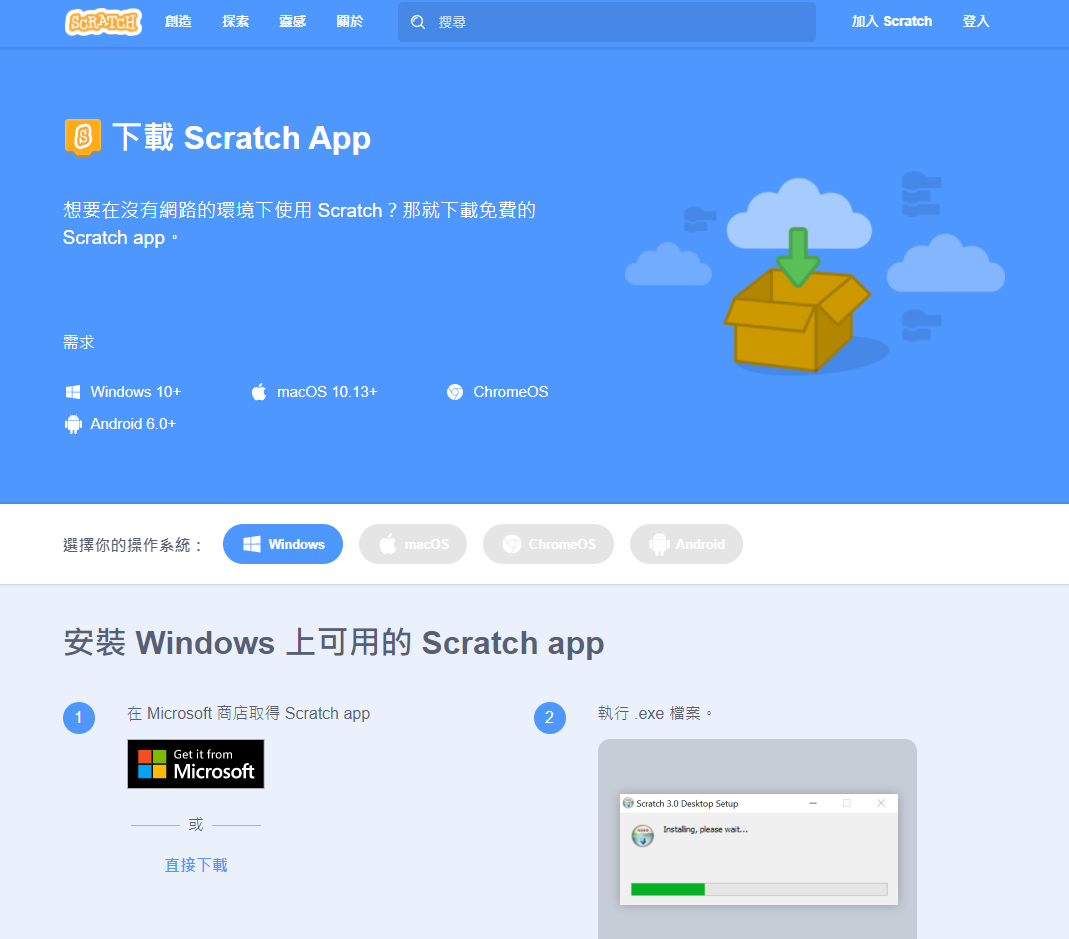 SCRATCH 創造 探索 靈感 關於 搜尋 加入 Scratch 登入
下載 Scratch App
想要在沒有網路的環境下使用 Scratch？那就下載免費的
Scratch app。
需求
Windows 10+ macOS 10.13+ ChromeOS
Android 6.0+
選擇你的操作系統： Windows macOS ChromeOS Android
安裝 Windows 上可用的 Scratch app
1 在 Microsoft 商店取得 Scratch app
Get it from
Microsoft
或
直接下載
2 執行 .exe 檔案。
Scratch 3.0 Desktop Setup
Installing, please wait...